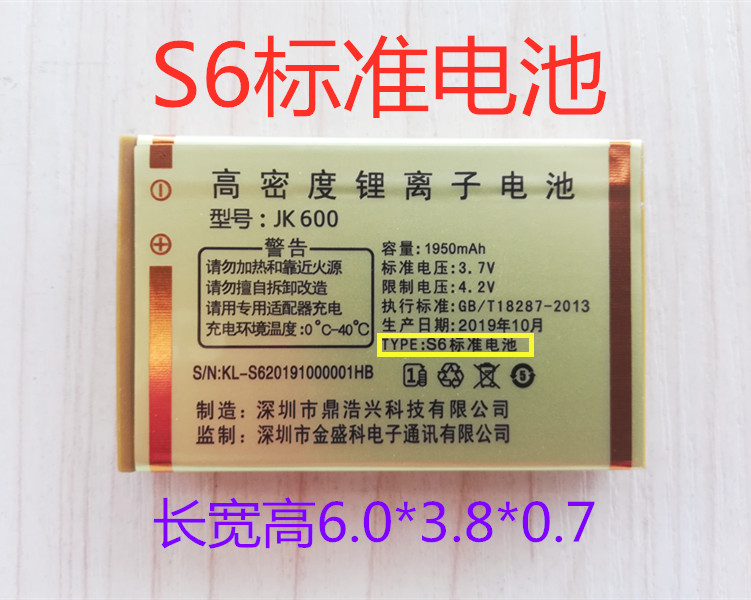 S6标准电池
高密度锂离子电池
型号：JK600
警告
请勿加热和靠近火源
请勿擅自拆卸改造
请用专用适配器充电
充电环境温度：0°C-40°C
容量：1950mAh
标准电压：3.7V
限制电压：4.2V
执行标准：GB/T18287-2013
生产日期：2019年10月
TYPE：S6标准电池
S/N:KL-S620191000001HB
制造：深圳市鼎浩兴科技有限公司
监制：深圳市金盛科电子通讯有限公司
长宽高6.0*3.8*0.7